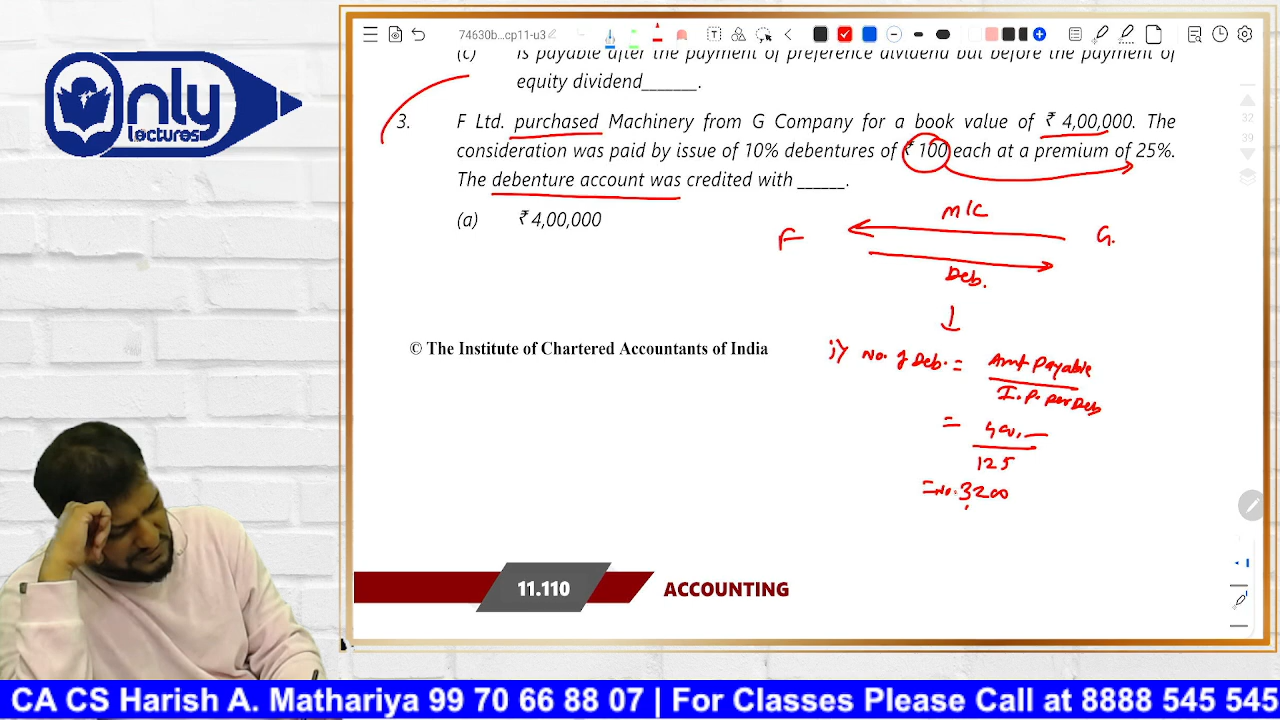 nly
lectures
74630b...cp11-u3
(c) is payable after the payment of preference dividend but before the payment of
equity dividend_______.
3. F Ltd. purchased Machinery from G Company for a book value of ₹ 4,00,000. The
consideration was paid by issue of 10% debentures of ₹ 100 each at a premium of 25%.
The debenture account was credited with ______.
(a) ₹ 4,00,000
M/C
F G.
Deb.
32
39
© The Institute of Chartered Accountants of India
i) No. of Deb. = Amt Payable
I.P. per Deb
=
125
= No. 3200
11.110 ACCOUNTING
CA CS Harish A. Mathariya 99 70 66 88 07 | For Classes Please Call at 8888 545 545